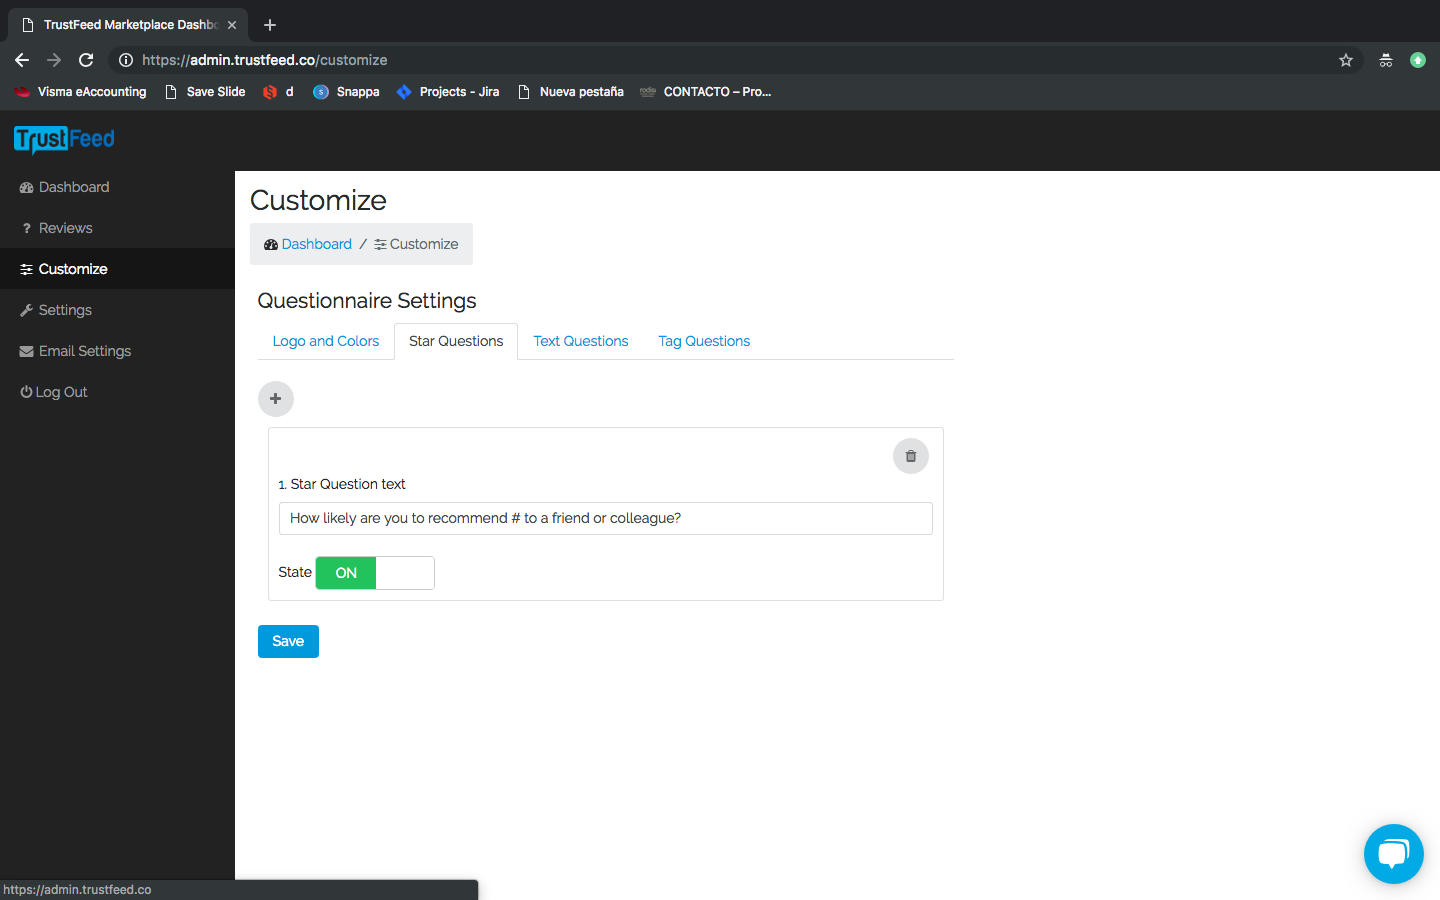 TrustFeed Marketplace Dashbo
https://admin.trustfeed.co/customize
Visma eAccounting
Save Slide
d
Snappa
Projects - Jira
Nueva pestaña
CONTACTO – Pro...
TrustFeed
Dashboard
Reviews
Customize
Settings
Email Settings
Log Out
Customize
Dashboard / Customize
Questionnaire Settings
Logo and Colors
Star Questions
Text Questions
Tag Questions
1. Star Question text
How likely are you to recommend # to a friend or colleague?
State ON
Save
https://admin.trustfeed.co